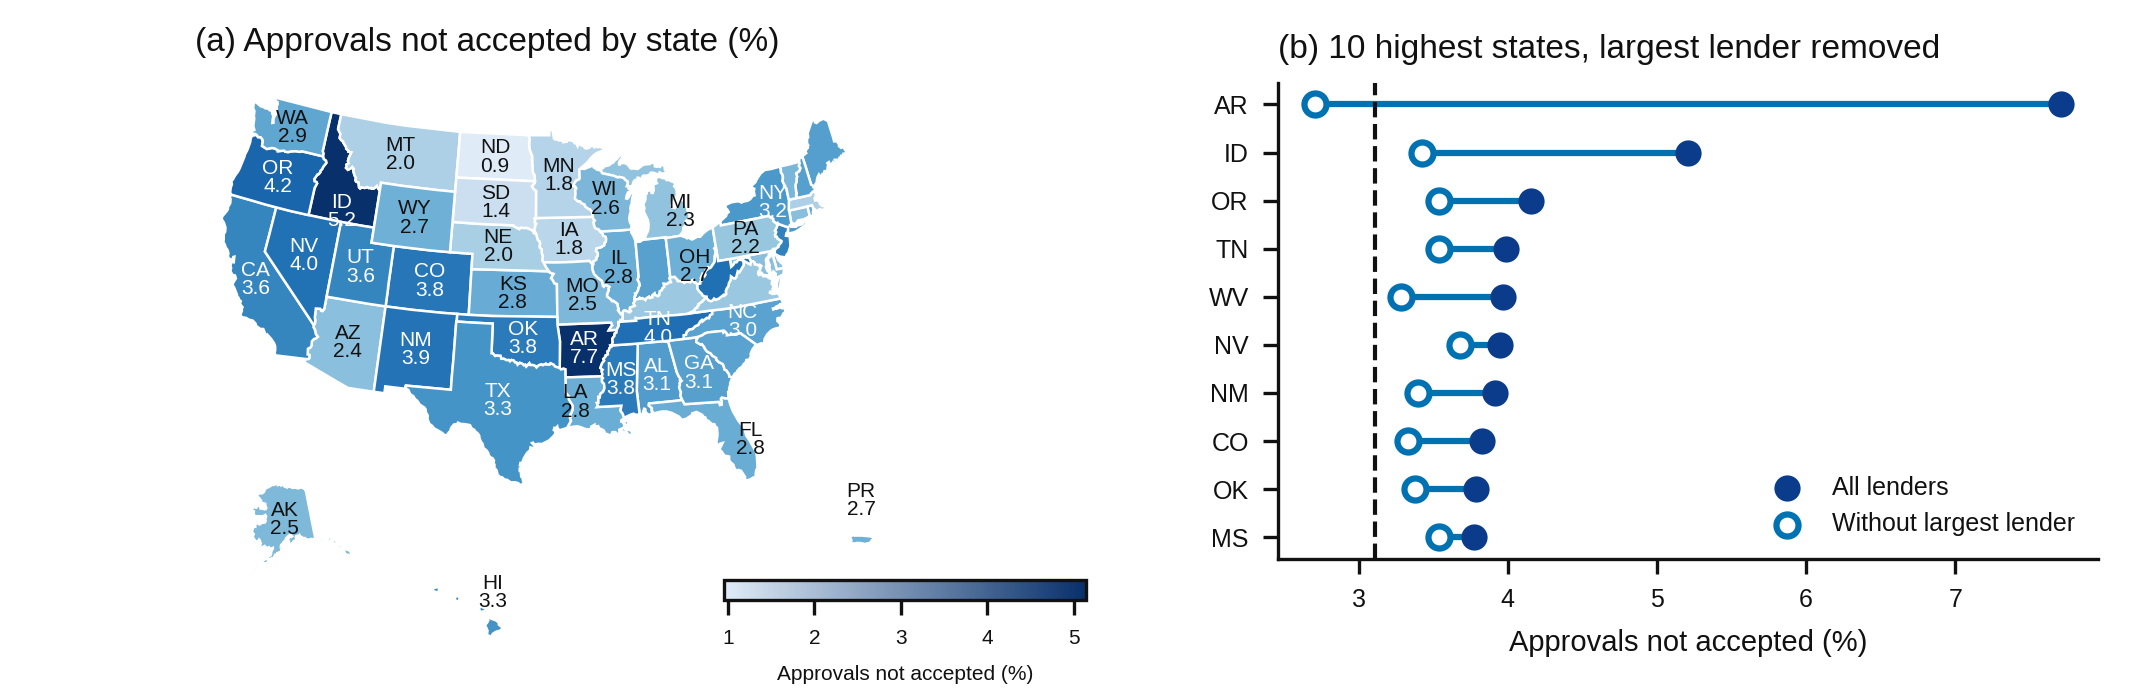 (a) Approvals not accepted by state (%)
WA
2.9
OR
4.2
ID
5.2
MT
2.0
ND
0.9
MN
1.8
SD
1.4
WI
2.6
MI
2.3
NY
3.2
WY
2.7
NE
2.0
IA
1.8
PA
2.2
NV
4.0
UT
3.6
CA
3.6
CO
3.8
KS
2.8
MO
2.5
IL
2.8
OH
2.7
AZ
2.4
NM
3.9
OK
3.8
AR
7.7
TN
4.0
NC
3.0
TX
3.3
LA
2.8
MS
3.8
AL
3.1
GA
3.1
FL
2.8
AK
2.5
HI
3.3
PR
2.7
1 2 3 4 5
Approvals not accepted (%)
(b) 10 highest states, largest lender removed
AR
ID
OR
TN
WV
NV
NM
CO
OK
MS
All lenders
Without largest lender
3 4 5 6 7
Approvals not accepted (%)